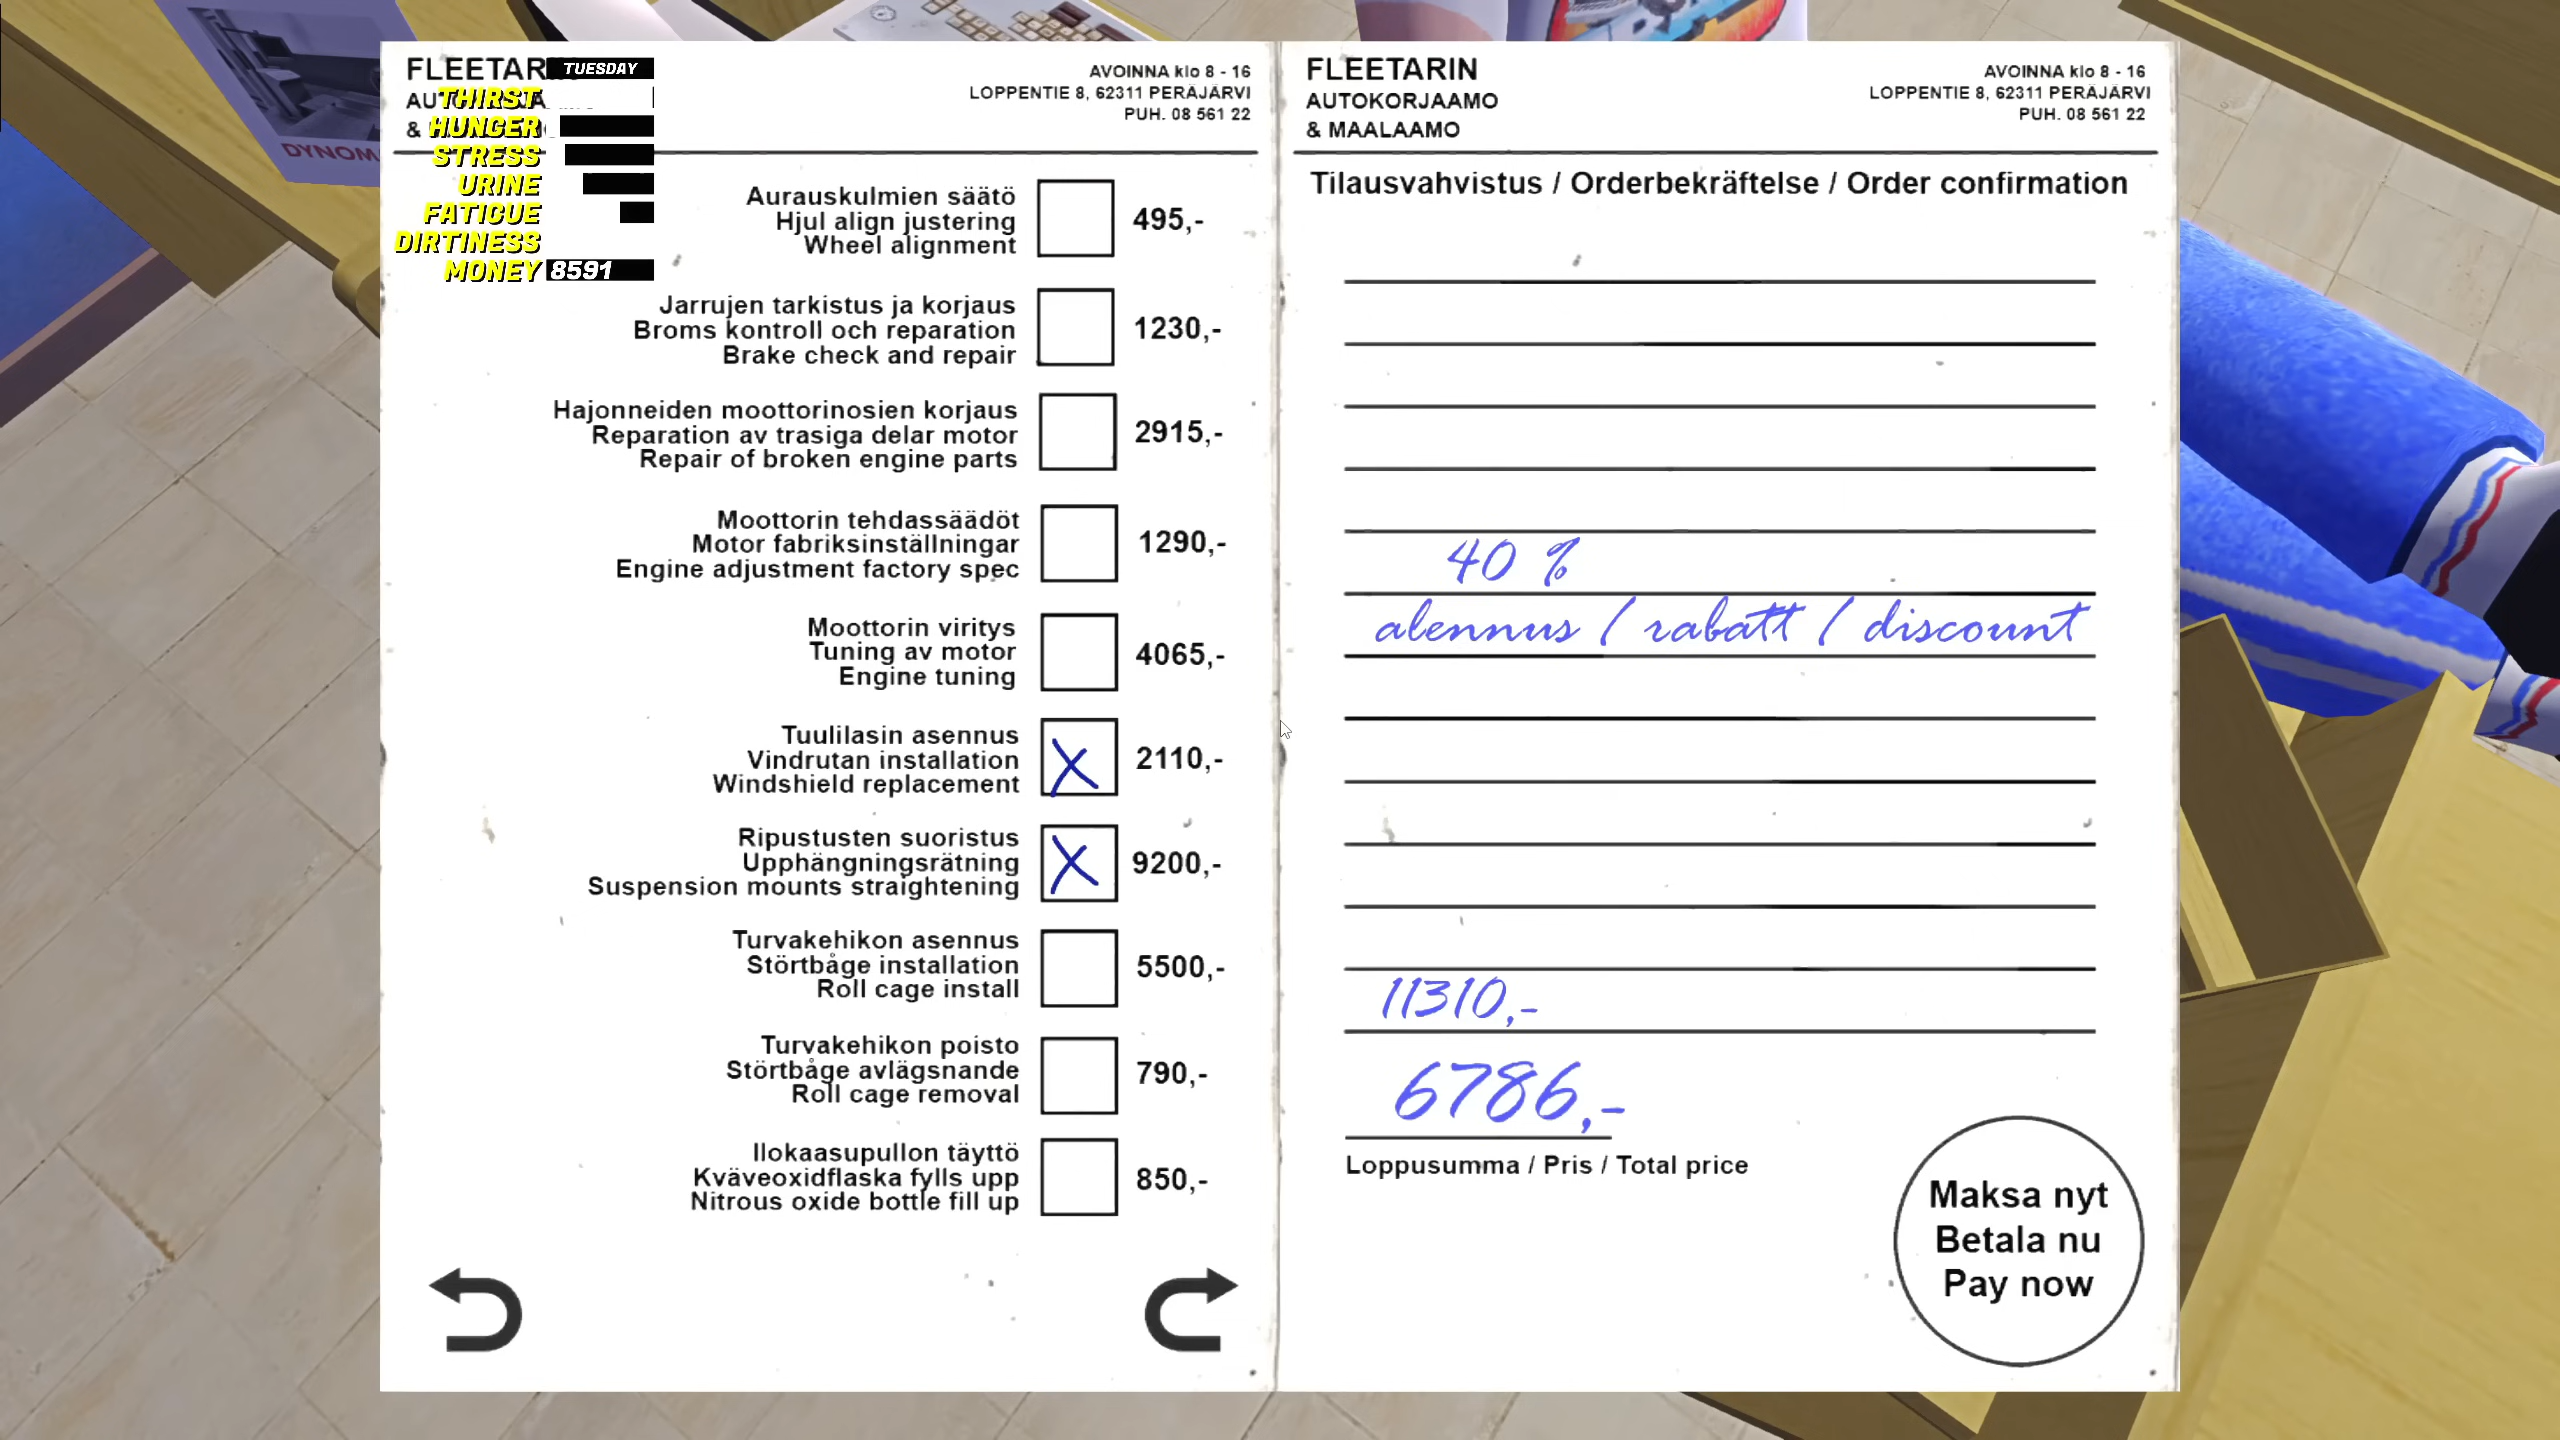 FLEETAR
TUESDAY
THIRST
& HUNGER
STRESS
URINE
FATIGUE
DIRTINESS
MONEY 8591
DYNOM
AVOINNA klo 8 - 16
LOPPENTIE 8, 62311 PERÄJÄRVI
PUH. 08 561 22
Aurauskulmien säätö
Hjul align justering
Wheel alignment
495,-
Jarrujen tarkistus ja korjaus
Broms kontroll och reparation
Brake check and repair
1230,-
Hajonneiden moottorinosien korjaus
Reparation av trasiga delar motor
Repair of broken engine parts
2915,-
Moottorin tehdassäädöt
Motor fabriksinställningar
Engine adjustment factory spec
1290,-
Moottorin viritys
Tuning av motor
Engine tuning
4065,-
Tuulilasin asennus
Vindrutan installation
Windshield replacement
X
2110,-
Ripustusten suoristus
Upphängningsrätning
Suspension mounts straightening
X
9200,-
Turvakehikon asennus
Störtbåge installation
Roll cage install
5500,-
Turvakehikon poisto
Störtbåge avlägsnande
Roll cage removal
790,-
Ilokaasupullon täyttö
Kväveoxidflaska fylls upp
Nitrous oxide bottle fill up
850,-
FLEETARIN
AUTOKORJAAMO
& MAALAAMO
AVOINNA klo 8 - 16
LOPPENTIE 8, 62311 PERÄJÄRVI
PUH. 08 561 22
Tilausvahvistus / Orderbekräftelse / Order confirmation
40 %
alennus / rabatt / discount
11310,-
6786,-
Loppusumma / Pris / Total price
Maksa nyt
Betala nu
Pay now